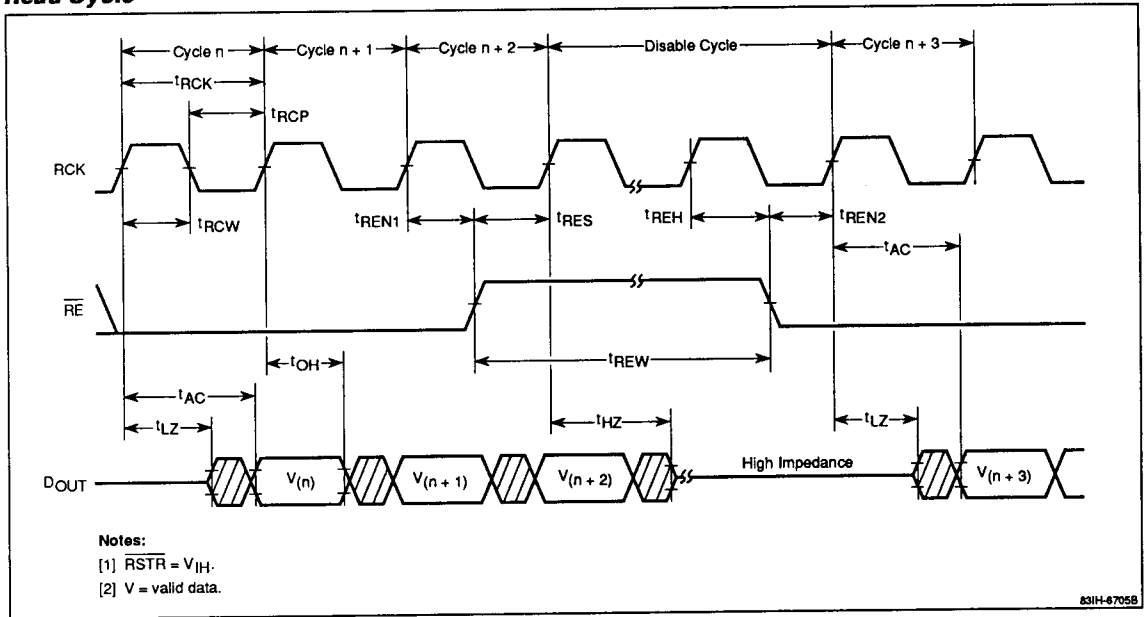 Read Cycle
Cycle n
Cycle n + 1
Cycle n + 2
Disable Cycle
Cycle n + 3
tRCK
tRCP
RCK
tRCW
tREN1
tRES
tREH
tREN2
tAC
RE
tOH
tREW
tAC
tLZ
tHZ
tLZ
DOUT
V(n)
V(n + 1)
V(n + 2)
High Impedance
V(n + 3)
Notes:
[1] RSTR = VIH.
[2] V = valid data.
83IH-6705B